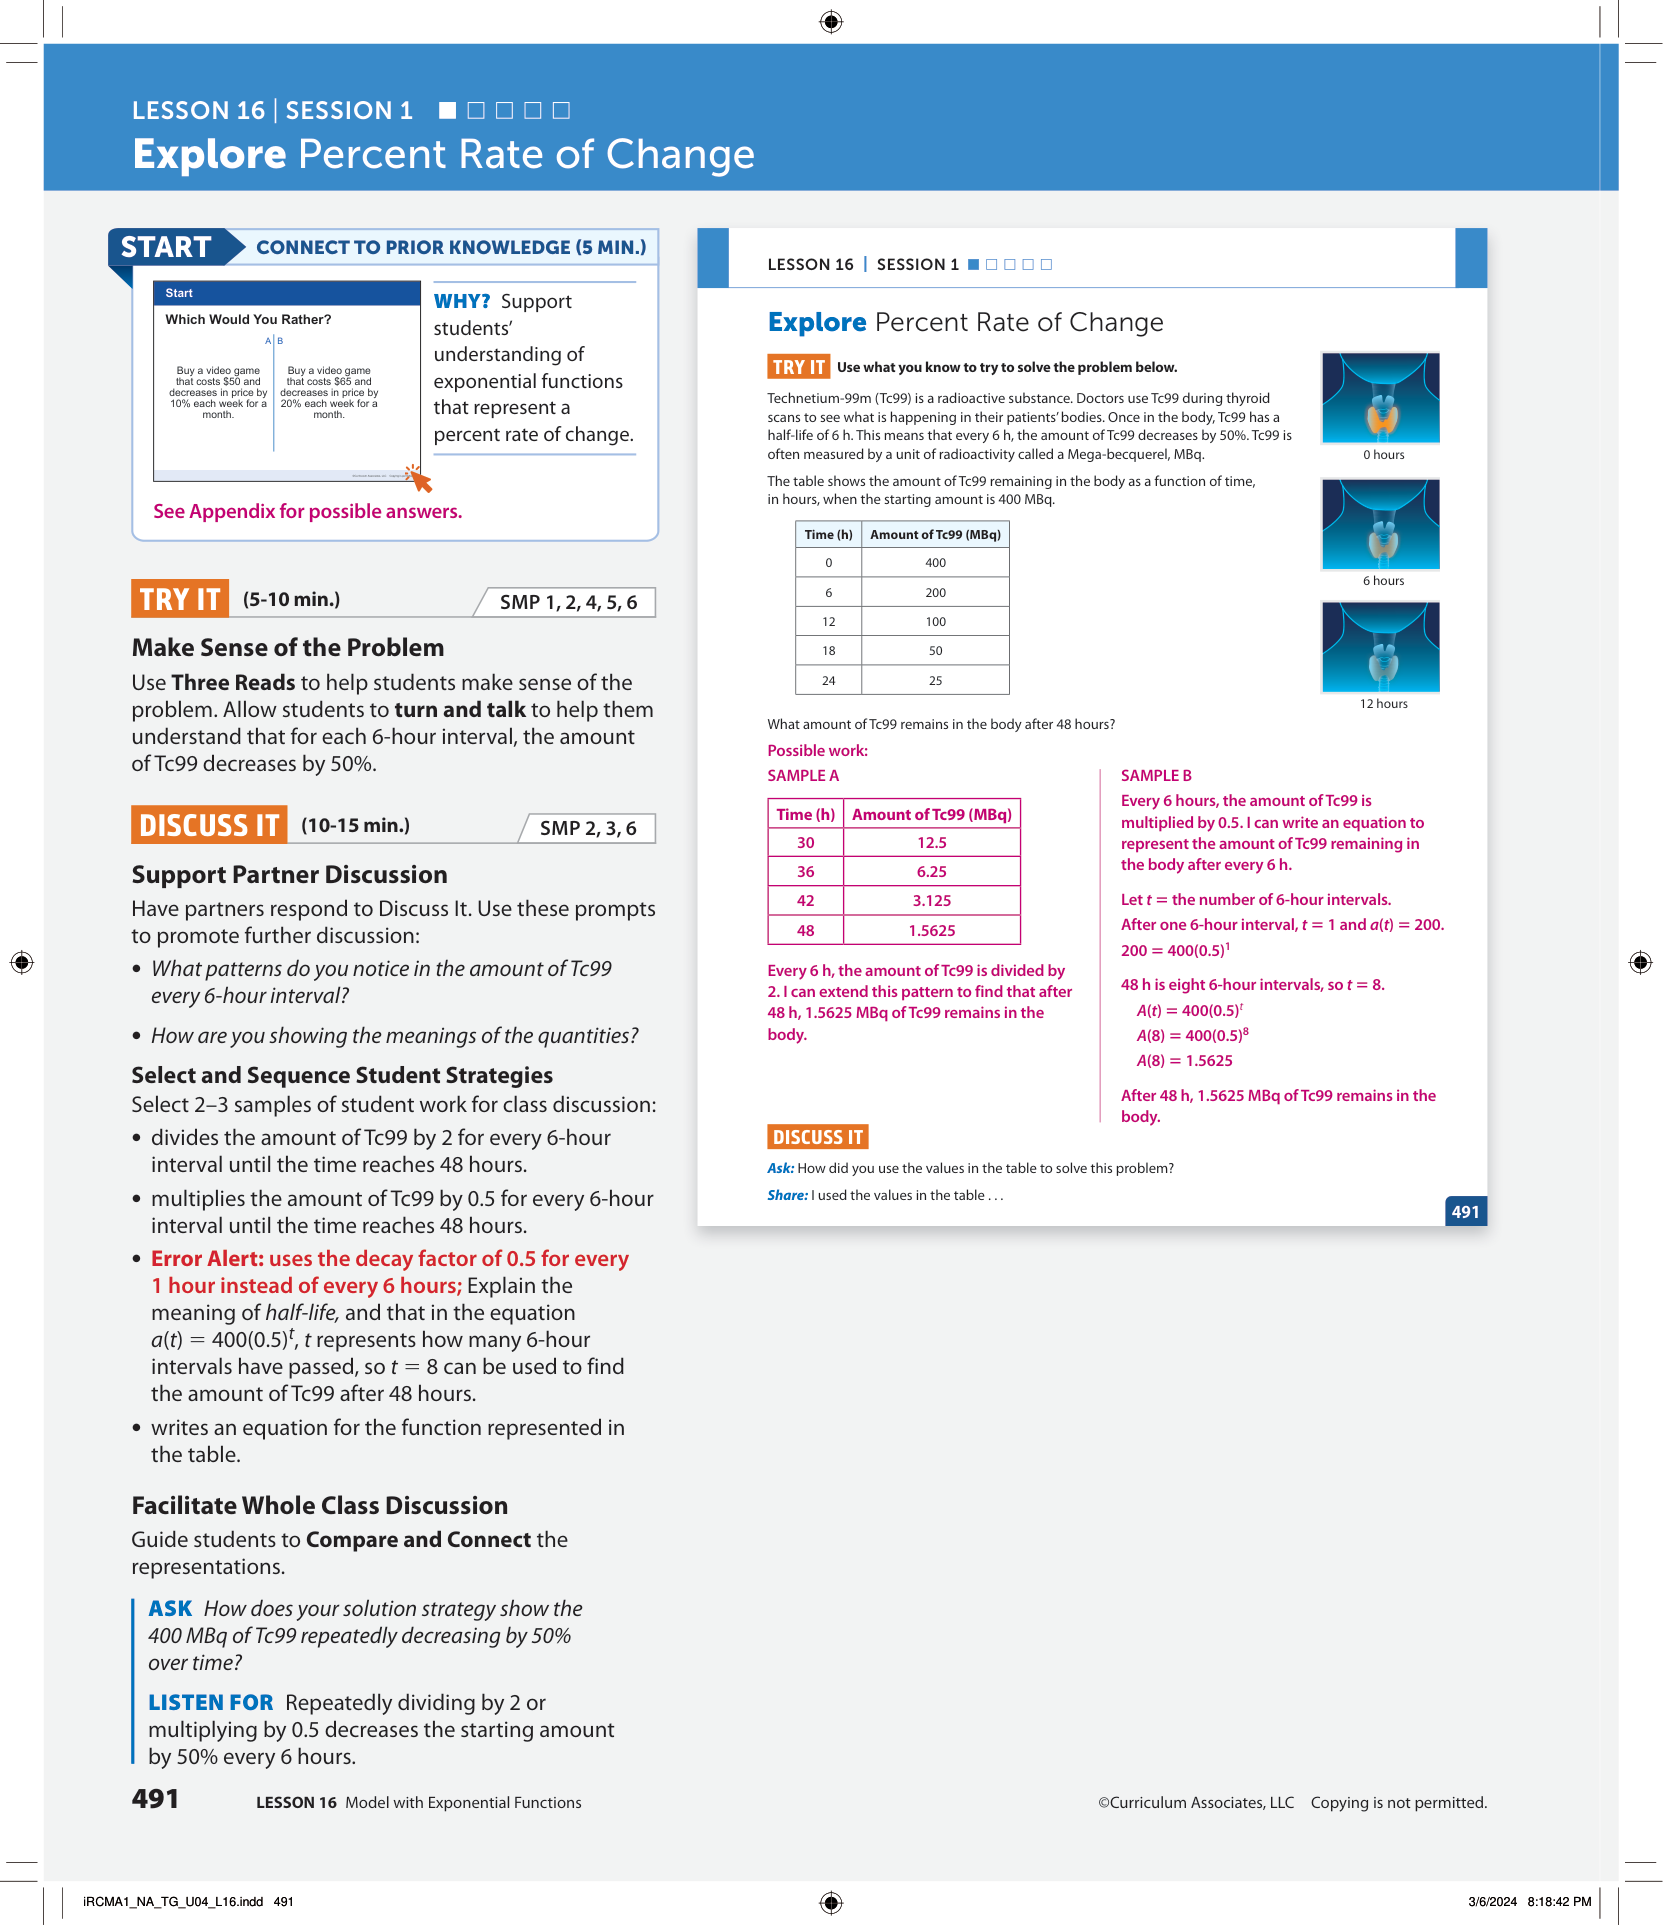 LESSON 16 | SESSION 1
Explore Percent Rate of Change
START
CONNECT TO PRIOR KNOWLEDGE (5 MIN.)
Start
Which Would You Rather?
A B
Buy a video game
that costs $50 and
decreases in price by
10% each week for a
month.
Buy a video game
that costs $65 and
decreases in price by
20% each week for a
month.
WHY? Support
students’
understanding of
exponential functions
that represent a
percent rate of change.
See Appendix for possible answers.
TRY IT (5-10 min.)
SMP 1, 2, 4, 5, 6
Make Sense of the Problem
Use Three Reads to help students make sense of the
problem. Allow students to turn and talk to help them
understand that for each 6-hour interval, the amount
of Tc99 decreases by 50%.
DISCUSS IT (10-15 min.)
SMP 2, 3, 6
Support Partner Discussion
Have partners respond to Discuss It. Use these prompts
to promote further discussion:
• What patterns do you notice in the amount of Tc99
every 6-hour interval?
• How are you showing the meanings of the quantities?
Select and Sequence Student Strategies
Select 2–3 samples of student work for class discussion:
• divides the amount of Tc99 by 2 for every 6-hour
interval until the time reaches 48 hours.
• multiplies the amount of Tc99 by 0.5 for every 6-hour
interval until the time reaches 48 hours.
• Error Alert: uses the decay factor of 0.5 for every
1 hour instead of every 6 hours; Explain the
meaning of half-life, and that in the equation
a(t) = 400(0.5)^t, t represents how many 6-hour
intervals have passed, so t = 8 can be used to find
the amount of Tc99 after 48 hours.
• writes an equation for the function represented in
the table.
Facilitate Whole Class Discussion
Guide students to Compare and Connect the
representations.
ASK How does your solution strategy show the
400 MBq of Tc99 repeatedly decreasing by 50%
over time?
LISTEN FOR Repeatedly dividing by 2 or
multiplying by 0.5 decreases the starting amount
by 50% every 6 hours.
LESSON 16 | SESSION 1
Explore Percent Rate of Change
TRY IT Use what you know to try to solve the problem below.
Technetium-99m (Tc99) is a radioactive substance. Doctors use Tc99 during thyroid
scans to see what is happening in their patients’ bodies. Once in the body, Tc99 has a
half-life of 6 h. This means that every 6 h, the amount of Tc99 decreases by 50%. Tc99 is
often measured by a unit of radioactivity called a Mega-becquerel, MBq.
The table shows the amount of Tc99 remaining in the body as a function of time,
in hours, when the starting amount is 400 MBq.
Time (h) Amount of Tc99 (MBq)
0 400
6 200
12 100
18 50
24 25
0 hours
6 hours
12 hours
What amount of Tc99 remains in the body after 48 hours?
Possible work:
SAMPLE A
Time (h) Amount of Tc99 (MBq)
30 12.5
36 6.25
42 3.125
48 1.5625
Every 6 h, the amount of Tc99 is divided by
2. I can extend this pattern to find that after
48 h, 1.5625 MBq of Tc99 remains in the
body.
SAMPLE B
Every 6 hours, the amount of Tc99 is
multiplied by 0.5. I can write an equation to
represent the amount of Tc99 remaining in
the body after every 6 h.
Let t = the number of 6-hour intervals.
After one 6-hour interval, t = 1 and a(t) = 200.
200 = 400(0.5)^1
48 h is eight 6-hour intervals, so t = 8.
A(t) = 400(0.5)^t
A(8) = 400(0.5)^8
A(8) = 1.5625
After 48 h, 1.5625 MBq of Tc99 remains in the
body.
DISCUSS IT
Ask: How did you use the values in the table to solve this problem?
Share: I used the values in the table . . .
491
491 LESSON 16 Model with Exponential Functions
©Curriculum Associates, LLC Copying is not permitted.
iRCMA1_NA_TG_U04_L16.indd 491
3/6/2024 8:18:42 PM